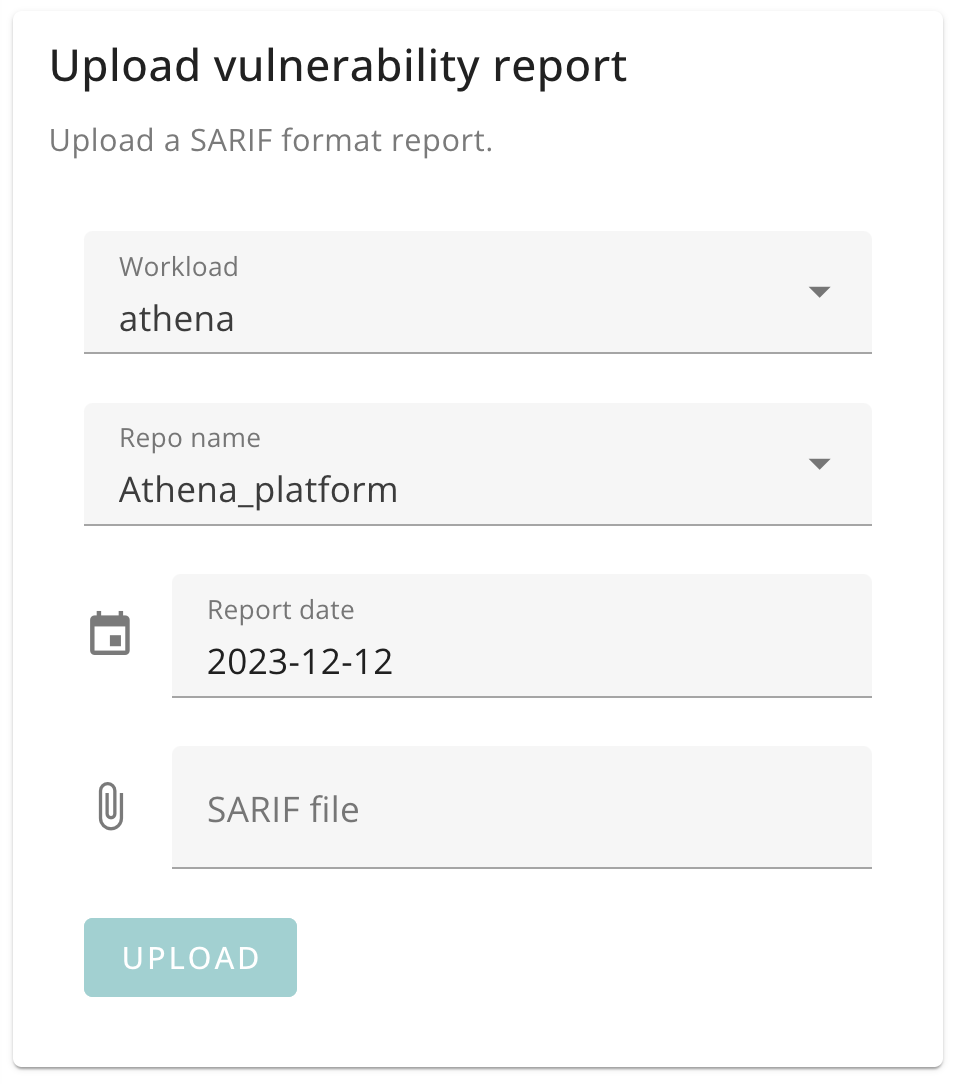 Upload vulnerability report
Upload a SARIF format report.
Workload
athena
Repo name
Athena_platform
Report date
2023-12-12
SARIF file
UPLOAD